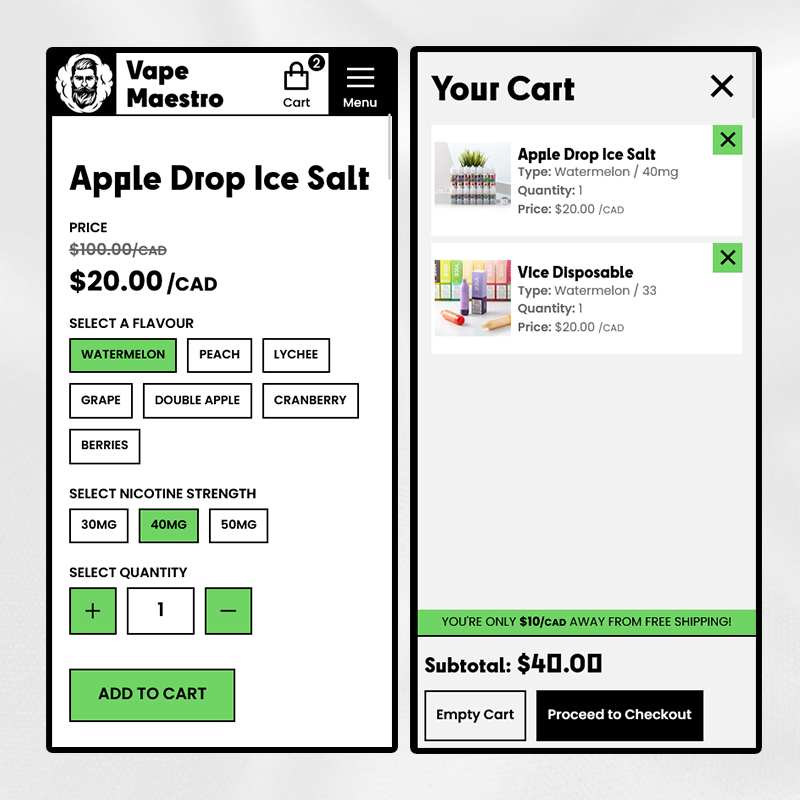 Vape
Maestro
2
Cart
Menu
Apple Drop Ice Salt
PRICE
$100.00/CAD
$20.00 /CAD
SELECT A FLAVOUR
WATERMELON
PEACH
LYCHEE
GRAPE
DOUBLE APPLE
CRANBERRY
BERRIES
SELECT NICOTINE STRENGTH
30MG
40MG
50MG
SELECT QUANTITY
+
1
−
ADD TO CART
Your Cart
Apple Drop Ice Salt
Type: Watermelon / 40mg
Quantity: 1
Price: $20.00 /CAD
Vice Disposable
Type: Watermelon / 33
Quantity: 1
Price: $20.00 /CAD
YOU'RE ONLY $10/CAD AWAY FROM FREE SHIPPING!
Subtotal: $40.00
Empty Cart
Proceed to Checkout